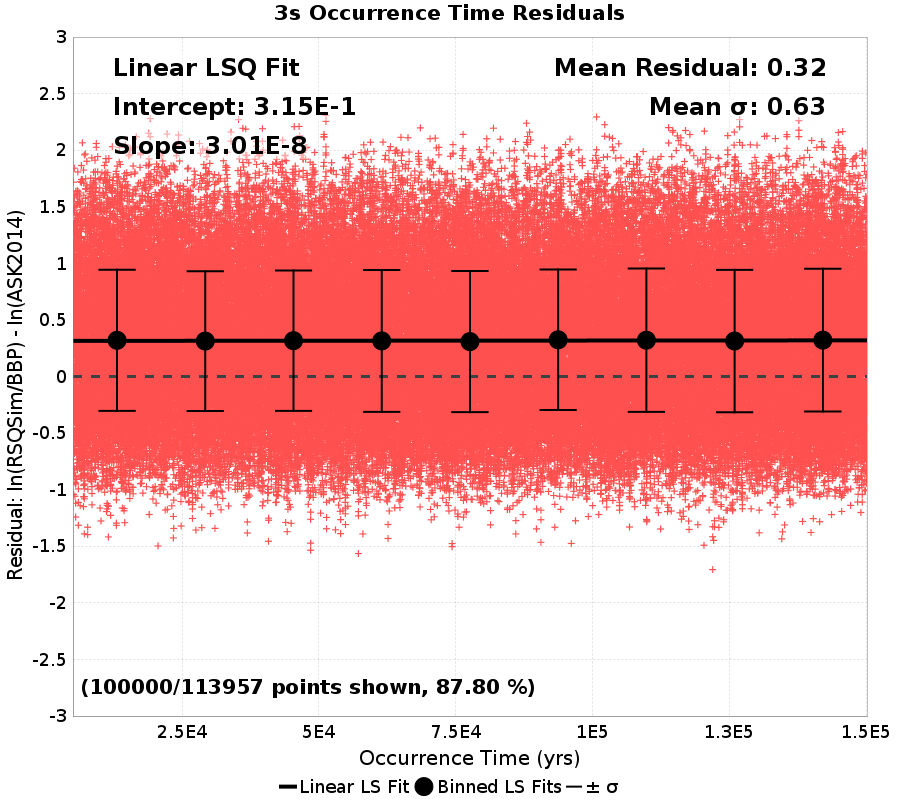 3s Occurrence Time Residuals
Linear LSQ Fit
Intercept: 3.15E-1
Slope: 3.01E-8
Mean Residual: 0.32
Mean σ: 0.63
3
2.5
2
1.5
1
0.5
0
-0.5
-1
-1.5
-2
-2.5
-3
Residual: ln(RSQSim/BBP) - ln(ASK2014)
(100000/113957 points shown, 87.80 %)
2.5E4 5E4 7.5E4 1E5 1.3E5 1.5E5
Occurrence Time (yrs)
Linear LS Fit Binned LS Fits ± σ